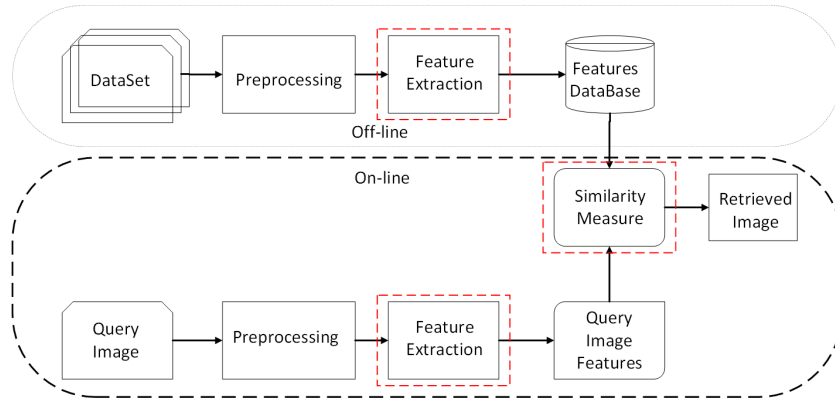 DataSet
Preprocessing
Feature
Extraction
Features
DataBase
Off-line
On-line
Similarity
Measure
Retrieved
Image
Query
Image
Preprocessing
Feature
Extraction
Query
Image
Features